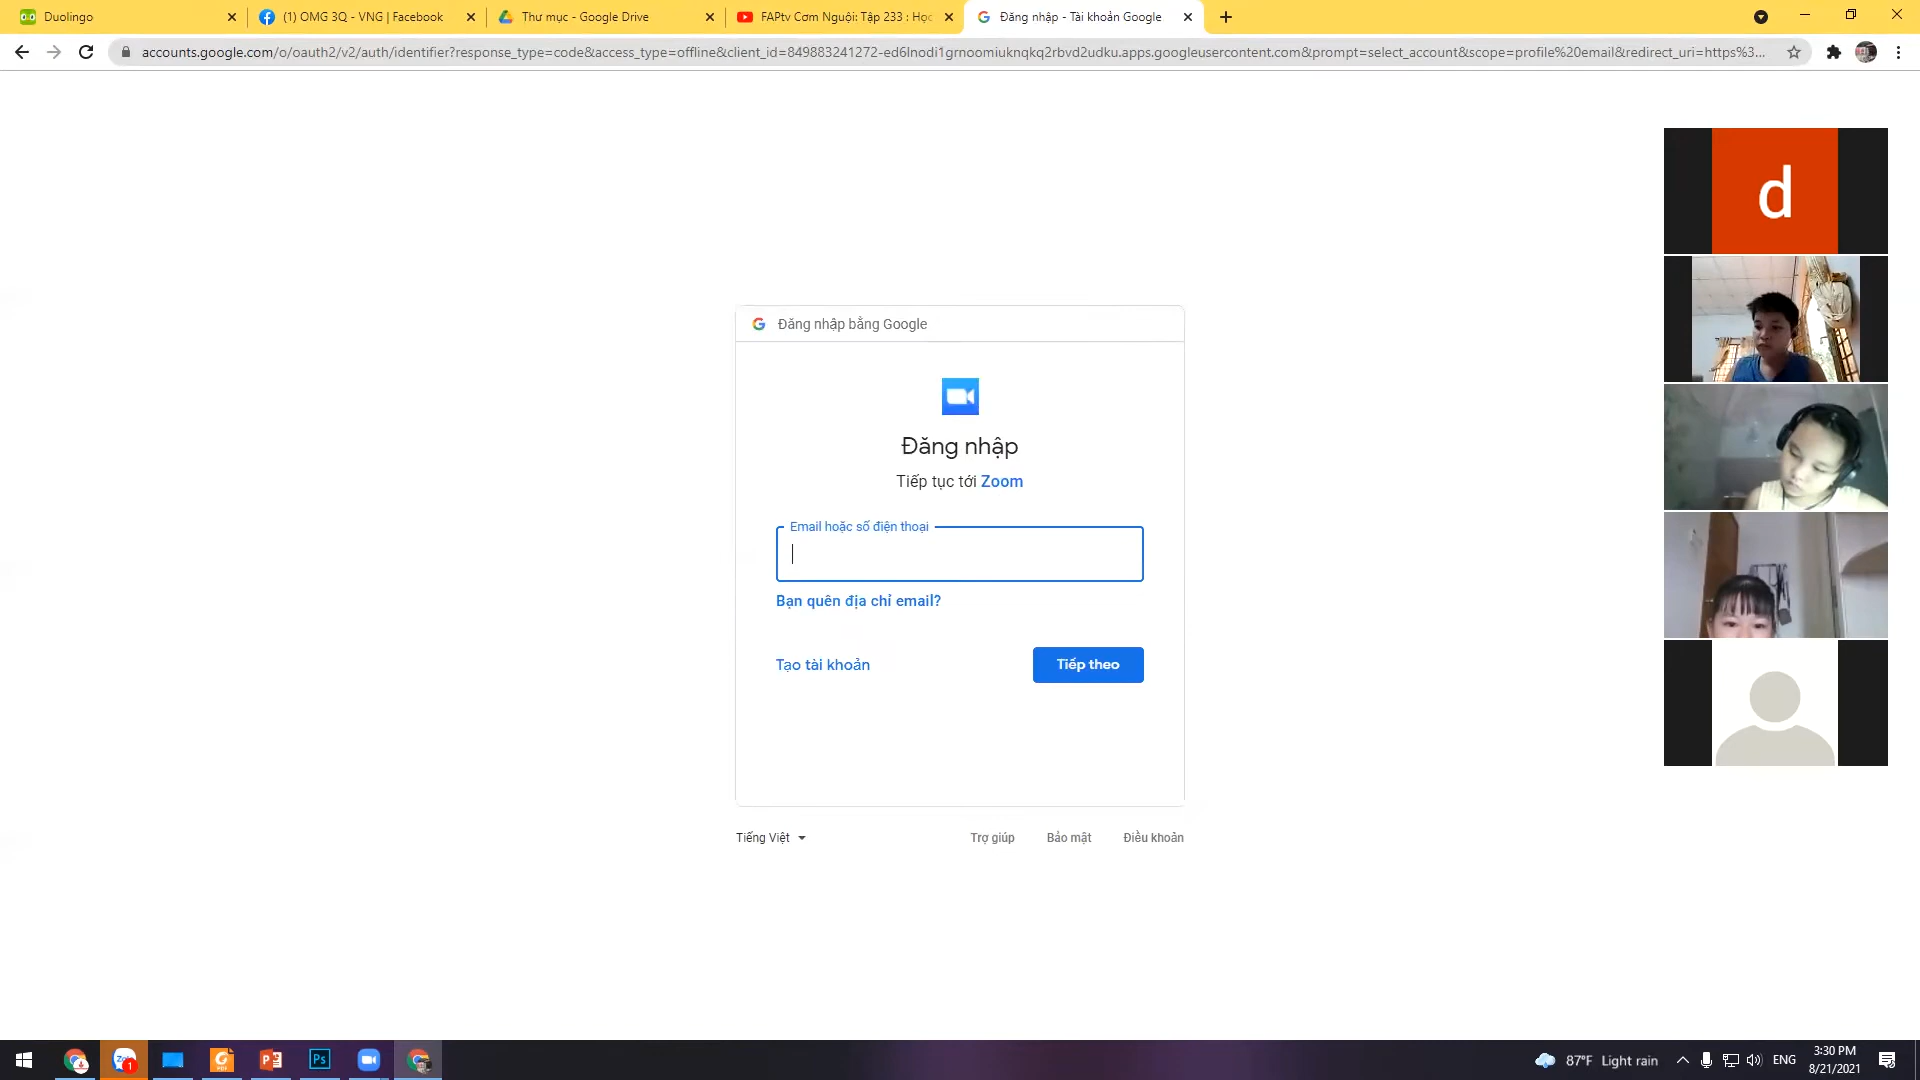 Duolingo
(1) OMG 3Q - VNG | Facebook
Thư mục - Google Drive
FAPtv Cơm Nguội: Tập 233 : Học
Đăng nhập - Tài khoản Google
accounts.google.com/o/oauth2/v2/auth/identifier?response_type=code&access_type=offline&client_id=849883241272-ed6lnodi1grnoomiuknqkq2rbvd2udku.apps.googleusercontent.com&prompt=select_account&scope=profile%20email&redirect_uri=https%3...
d
Đăng nhập bằng Google
Đăng nhập
Tiếp tục tới Zoom
Email hoặc số điện thoại
Bạn quên địa chỉ email?
Tạo tài khoản
Tiếp theo
Tiếng Việt
Trợ giúp
Bảo mật
Điều khoản
87°F Light rain
ENG
3:30 PM
8/21/2021
Zalo
1
PDF
Ps